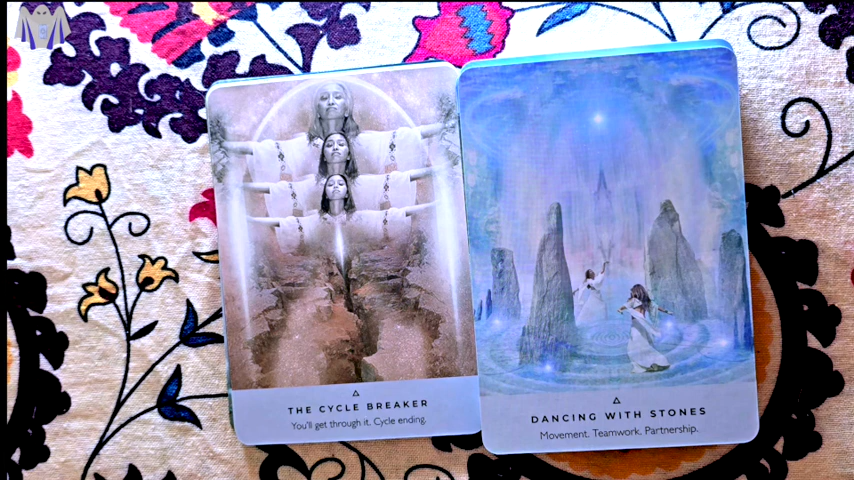 THE CYCLE BREAKER
You'll get through it. Cycle ending.
DANCING WITH STONES
Movement. Teamwork. Partnership.